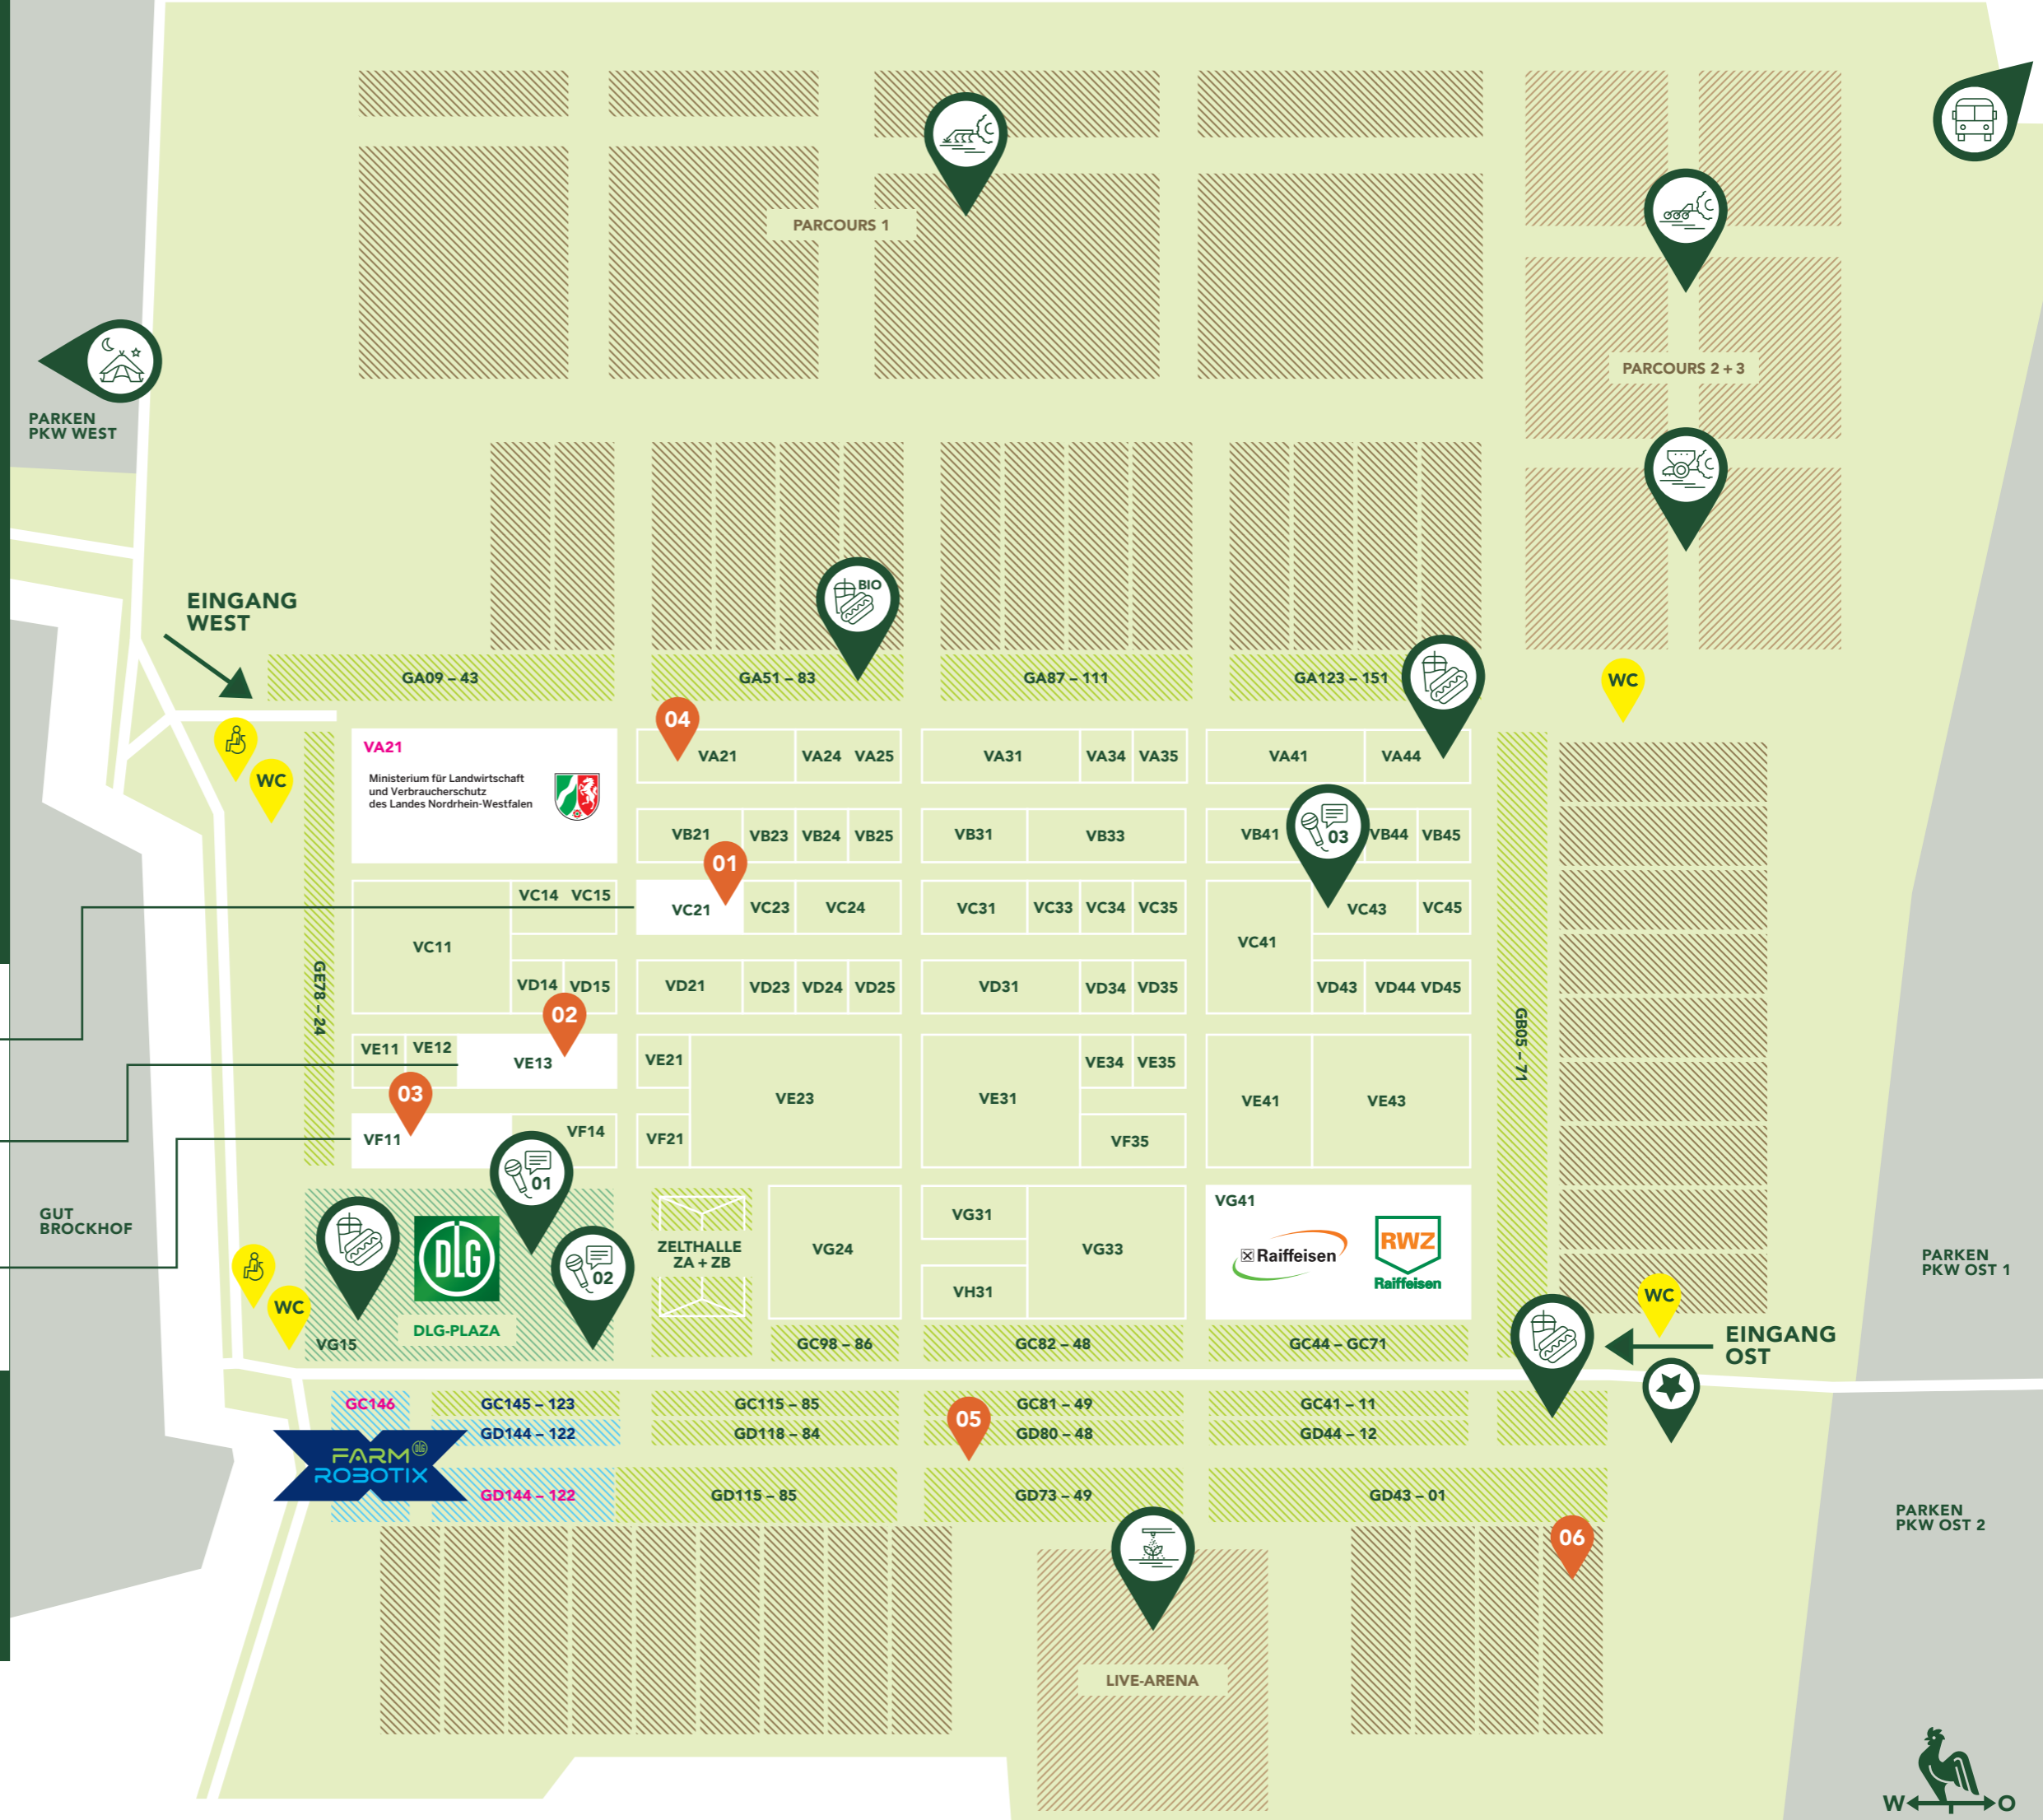 PARCOURS 1
PARCOURS 2 + 3
PARKEN
PKW WEST
EINGANG
WEST
BIO
GA09 – 43
GA51 – 83
GA87 – 111
GA123 – 151
WC
04
WC
VA21
Ministerium für Landwirtschaft
und Verbraucherschutz
des Landes Nordrhein-Westfalen
VA21
VA24
VA25
VA31
VA34
VA35
VA41
VA44
VB21
VB23
VB24
VB25
VB31
VB33
VB41
03
VB44
VB45
01
VC11
VC14
VC15
VC21
VC23
VC24
VC31
VC33
VC34
VC35
VC41
VC43
VC45
GE78 – 24
VD14
VD15
VD21
VD23
VD24
VD25
VD31
VD34
VD35
VD43
VD44
VD45
GB05 – 71
02
VE11
VE12
VE13
VE21
VE23
VE31
VE34
VE35
VE41
VE43
03
VF11
VF14
VF21
VF35
01
02
GUT
BROCKHOF
DLG
DLG-PLAZA
VG15
WC
ZELTHALLE
ZA + ZB
VG24
VG31
VG33
VH31
VG41
Raiffeisen
RWZ
Raiffeisen
PARKEN
PKW OST 1
WC
EINGANG
OST
GC98 – 86
GC82 – 48
GC44 – GC71
GC146
GC145 – 123
GC115 – 85
GC81 – 49
GC41 – 11
GD144 – 122
GD118 – 84
05
GD80 – 48
GD44 – 12
FARM
DLG
ROBOTIX
GD144 – 122
GD115 – 85
GD73 – 49
GD43 – 01
06
PARKEN
PKW OST 2
LIVE-ARENA
W
O